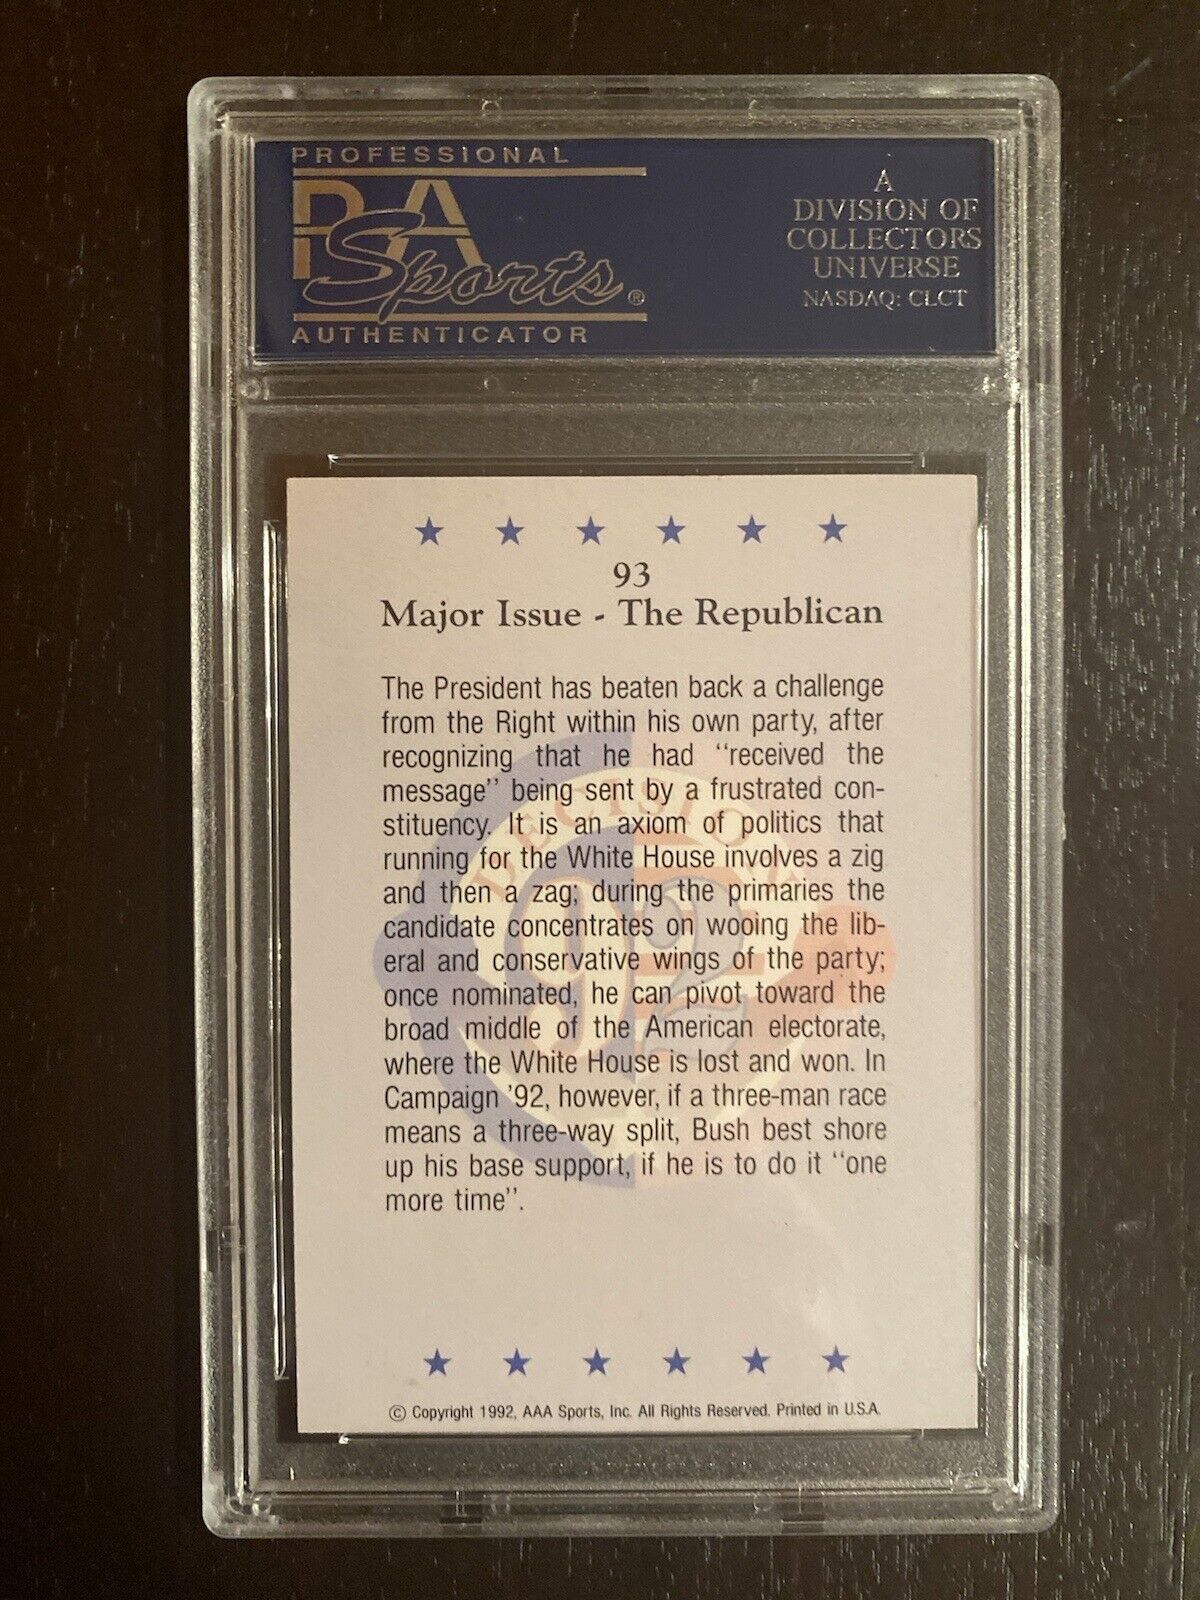 PROFESSIONAL
PSA
Sports®
AUTHENTICATOR
A
DIVISION OF
COLLECTORS
UNIVERSE
NASDAQ: CLCT
93
Major Issue - The Republican
The President has beaten back a challenge
from the Right within his own party, after
recognizing that he had ‘‘received the
message’’ being sent by a frustrated con-
stituency. It is an axiom of politics that
running for the White House involves a zig
and then a zag; during the primaries the
candidate concentrates on wooing the lib-
eral and conservative wings of the party;
once nominated, he can pivot toward the
broad middle of the American electorate,
where the White House is lost and won. In
Campaign ’92, however, if a three-man race
means a three-way split, Bush best shore
up his base support, if he is to do it ‘‘one
more time’’.
DECISION
92
© Copyright 1992, AAA Sports, Inc. All Rights Reserved. Printed in U.S.A.